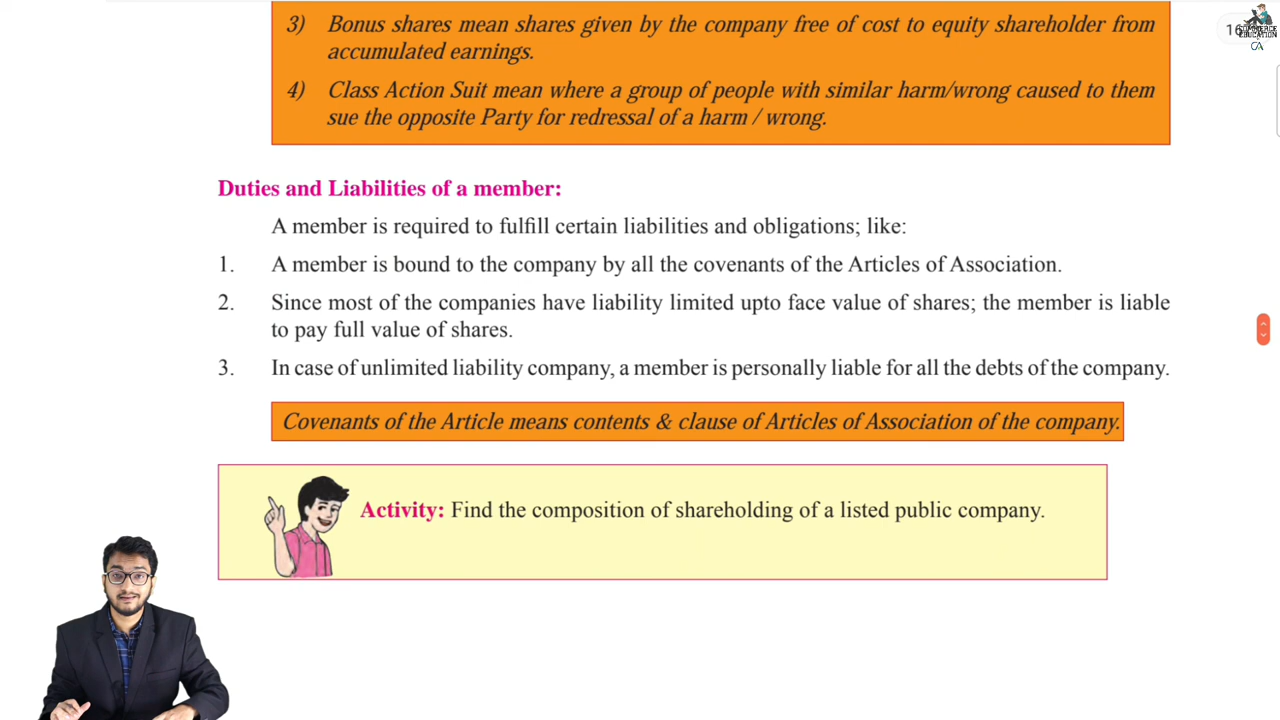 3) Bonus shares mean shares given by the company free of cost to equity shareholder from
accumulated earnings.
4) Class Action Suit mean where a group of people with similar harm/wrong caused to them
sue the opposite Party for redressal of a harm / wrong.
COMMERCE
EDUCATION
CA
Duties and Liabilities of a member:
A member is required to fulfill certain liabilities and obligations; like:
1. A member is bound to the company by all the covenants of the Articles of Association.
2. Since most of the companies have liability limited upto face value of shares; the member is liable
to pay full value of shares.
3. In case of unlimited liability company, a member is personally liable for all the debts of the company.
Covenants of the Article means contents & clause of Articles of Association of the company.
Activity: Find the composition of shareholding of a listed public company.